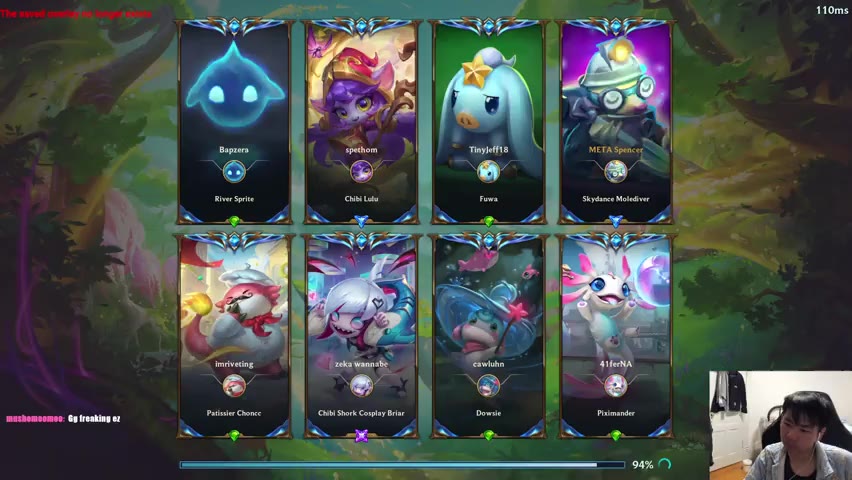 110ms
Bapzera
River Sprite
spethom
Chibi Lulu
TinyJeff18
Fuwa
META Spencer
Skydance Molediver
imriveting
Patissier Choncc
zeka wannabe
Chibi Shork Cosplay Briar
cawluhn
Dowsie
41ferNA
Piximander
mushomsomoo: Gg freaking ez
94%